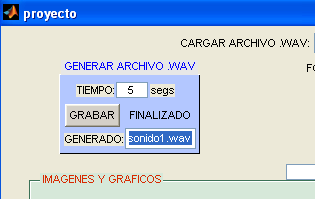 proyecto
CARGAR ARCHIVO .WAV:
GENERAR ARCHIVO .WAV
TIEMPO: 5 segs
GRABAR FINALIZADO
GENERADO: sonido1.wav
IMAGENES Y GRAFICOS